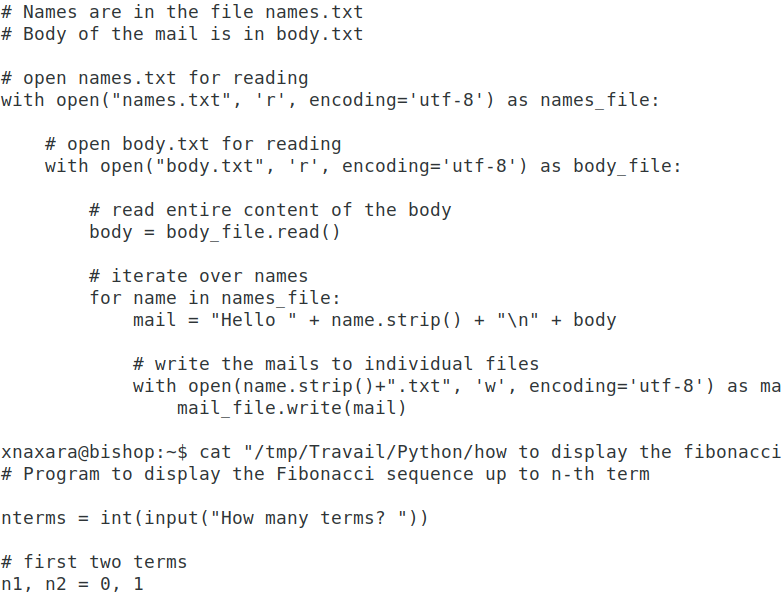 # Names are in the file names.txt
# Body of the mail is in body.txt

# open names.txt for reading
with open("names.txt", 'r', encoding='utf-8') as names_file:

    # open body.txt for reading
    with open("body.txt", 'r', encoding='utf-8') as body_file:

        # read entire content of the body
        body = body_file.read()

        # iterate over names
        for name in names_file:
            mail = "Hello " + name.strip() + "\n" + body

            # write the mails to individual files
            with open(name.strip()+".txt", 'w', encoding='utf-8') as ma
                mail_file.write(mail)

xnaxara@bishop:~$ cat "/tmp/Travail/Python/how to display the fibonacci
# Program to display the Fibonacci sequence up to n-th term

nterms = int(input("How many terms? "))

# first two terms
n1, n2 = 0, 1